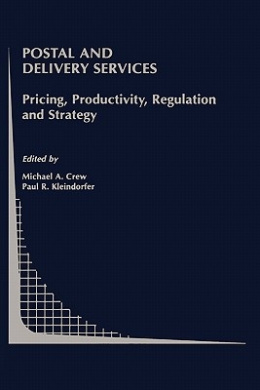 POSTAL AND
DELIVERY SERVICES
Pricing, Productivity, Regulation
and Strategy
Edited by
Michael A. Crew
Paul R. Kleindorfer